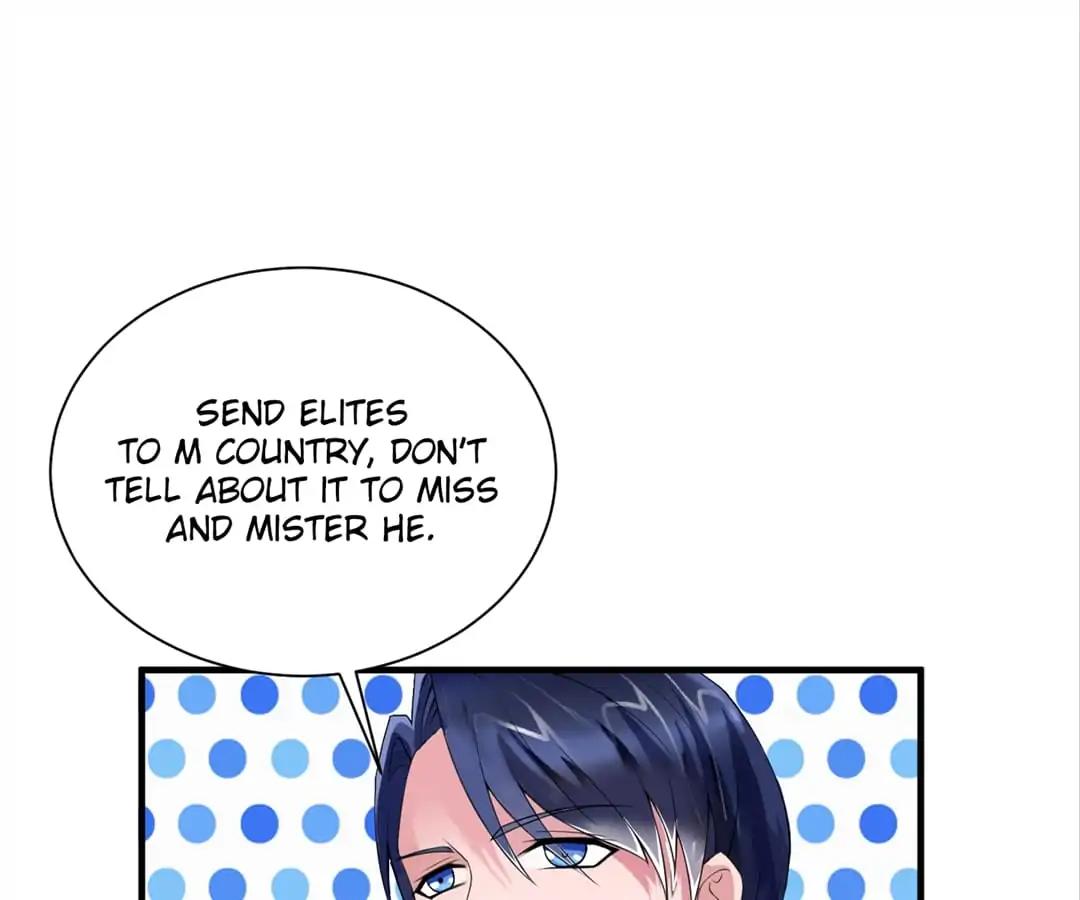 SEND ELITES
TO M COUNTRY, DON'T
TELL ABOUT IT TO MISS
AND MISTER HE.